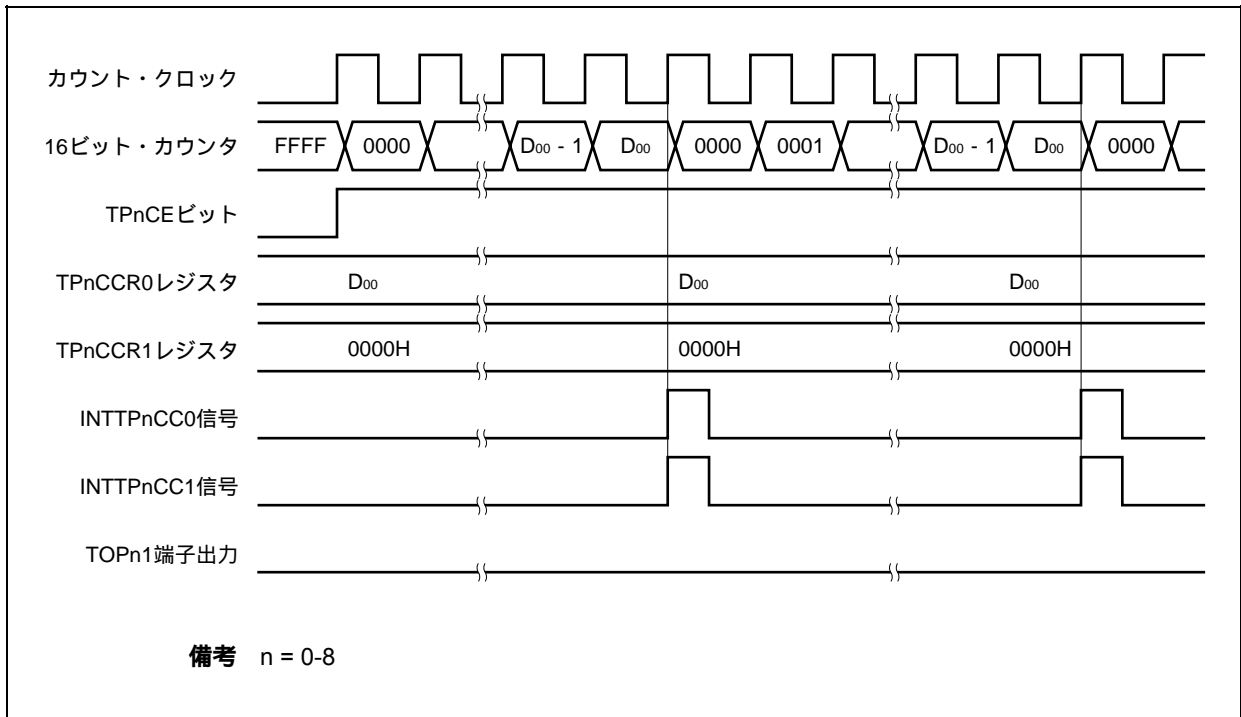 カウント・クロック
16ビット・カウンタ FFFF 0000 D00 - 1 D00 0000 0001 D00 - 1 D00 0000
TPnCEビット
TPnCCR0レジスタ D00 D00 D00
TPnCCR1レジスタ 0000H 0000H 0000H
INTTPnCC0信号
INTTPnCC1信号
TOPn1端子出力
備考 n = 0-8